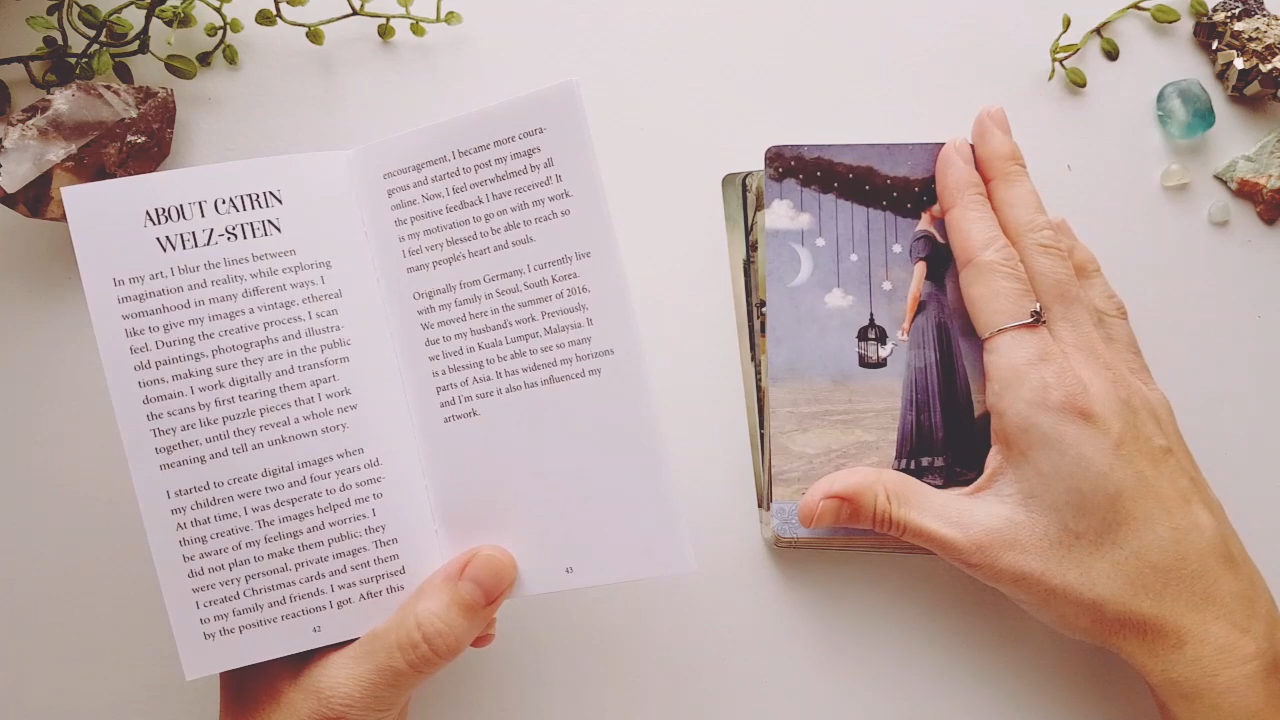 ABOUT CATRIN
WELZ-STEIN
In my art, I blur the lines between
imagination and reality, while exploring
womanhood in many different ways. I
like to give my images a vintage, ethereal
feel. During the creative process, I scan
old paintings, photographs and illustra-
tions, making sure they are in the public
domain. I work digitally and transform
the scans by first tearing them apart.
They are like puzzle pieces that I work
together, until they reveal a whole new
meaning and tell an unknown story.
I started to create digital images when
my children were two and four years old.
At that time, I was desperate to do some-
thing creative. The images helped me to
be aware of my feelings and worries. I
did not plan to make them public; they
were very personal, private images. Then
I created Christmas cards and sent them
to my family and friends. I was surprised
by the positive reactions I got. After this
42
encouragement, I became more coura-
geous and started to post my images
online. Now, I feel overwhelmed by all
the positive feedback I have received! It
is my motivation to go on with my work.
I feel very blessed to be able to reach so
many people's heart and souls.
Originally from Germany, I currently live
with my family in Seoul, South Korea.
We moved here in the summer of 2016,
due to my husband's work. Previously,
we lived in Kuala Lumpur, Malaysia. It
is a blessing to be able to see so many
parts of Asia. It has widened my horizons
and I'm sure it also has influenced my
artwork.
43